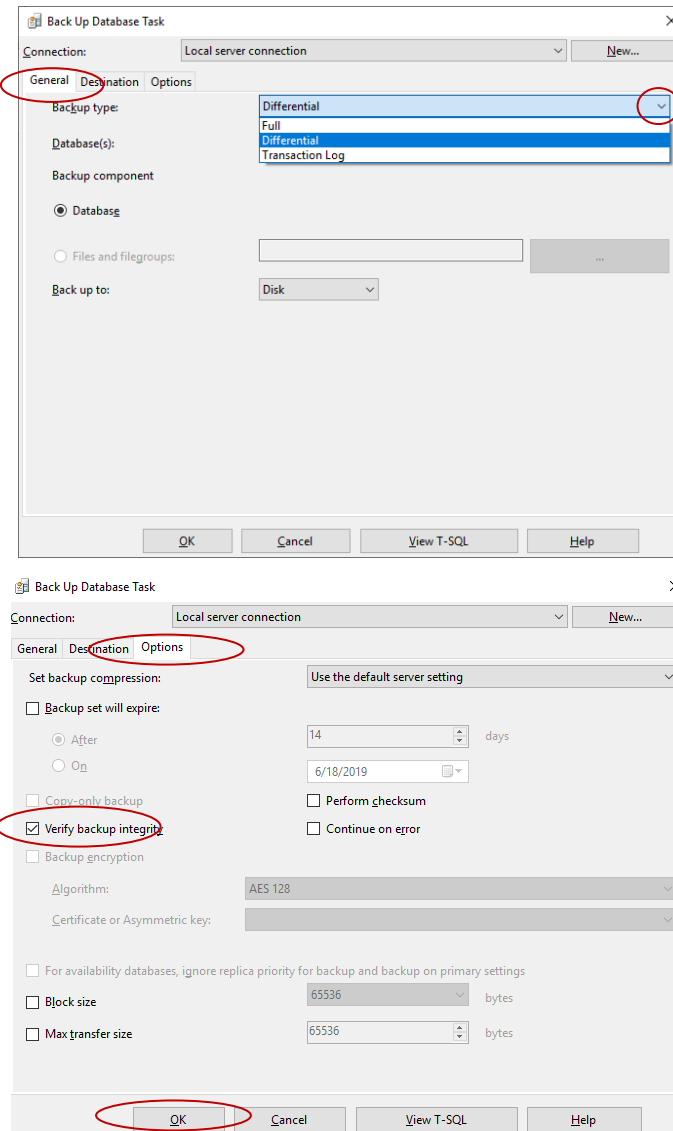 Back Up Database Task
Connection: Local server connection New...
General Destination Options
Backup type: Differential
Full
Differential
Database(s):
Transaction Log
Backup component
Database
Files and filegroups: ...
Back up to: Disk
OK Cancel View T-SQL Help
Back Up Database Task
Connection: Local server connection New...
General Destination Options
Set backup compression: Use the default server setting
Backup set will expire:
After 14 days
On 6/18/2019
Copy-only backup Perform checksum
Verify backup integrity Continue on error
Backup encryption
Algorithm: AES 128
Certificate or Asymmetric key:
For availability databases, ignore replica priority for backup and backup on primary settings
Block size 65536 bytes
Max transfer size 65536 bytes
OK Cancel View T-SQL Help